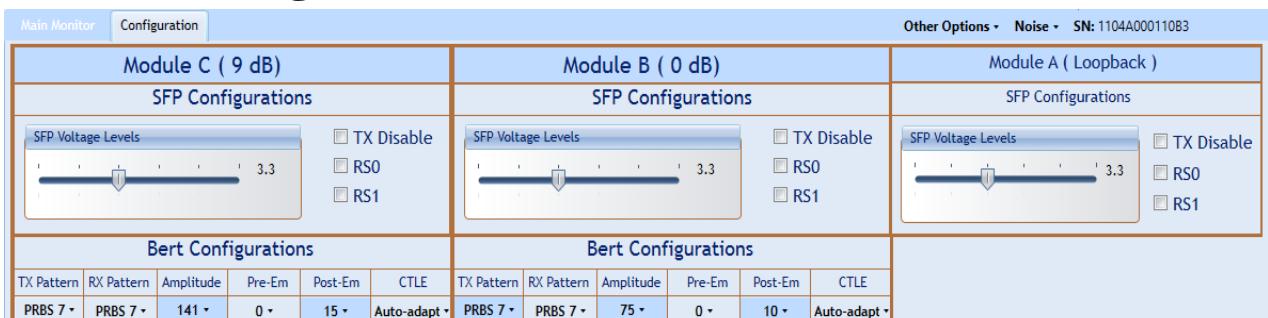 Main Monitor Configuration Other Options Noise SN: 1104A000110B3
Module C ( 9 dB) Module B ( 0 dB) Module A ( Loopback )
SFP Configurations SFP Configurations SFP Configurations
SFP Voltage Levels TX Disable SFP Voltage Levels TX Disable SFP Voltage Levels TX Disable
3.3 RS0 3.3 RS0 3.3 RS0
RS1 RS1 RS1
Bert Configurations Bert Configurations
TX Pattern RX Pattern Amplitude Pre-Em Post-Em CTLE TX Pattern RX Pattern Amplitude Pre-Em Post-Em CTLE
PRBS 7 PRBS 7 141 0 15 Auto-adapt PRBS 7 PRBS 7 75 0 10 Auto-adapt